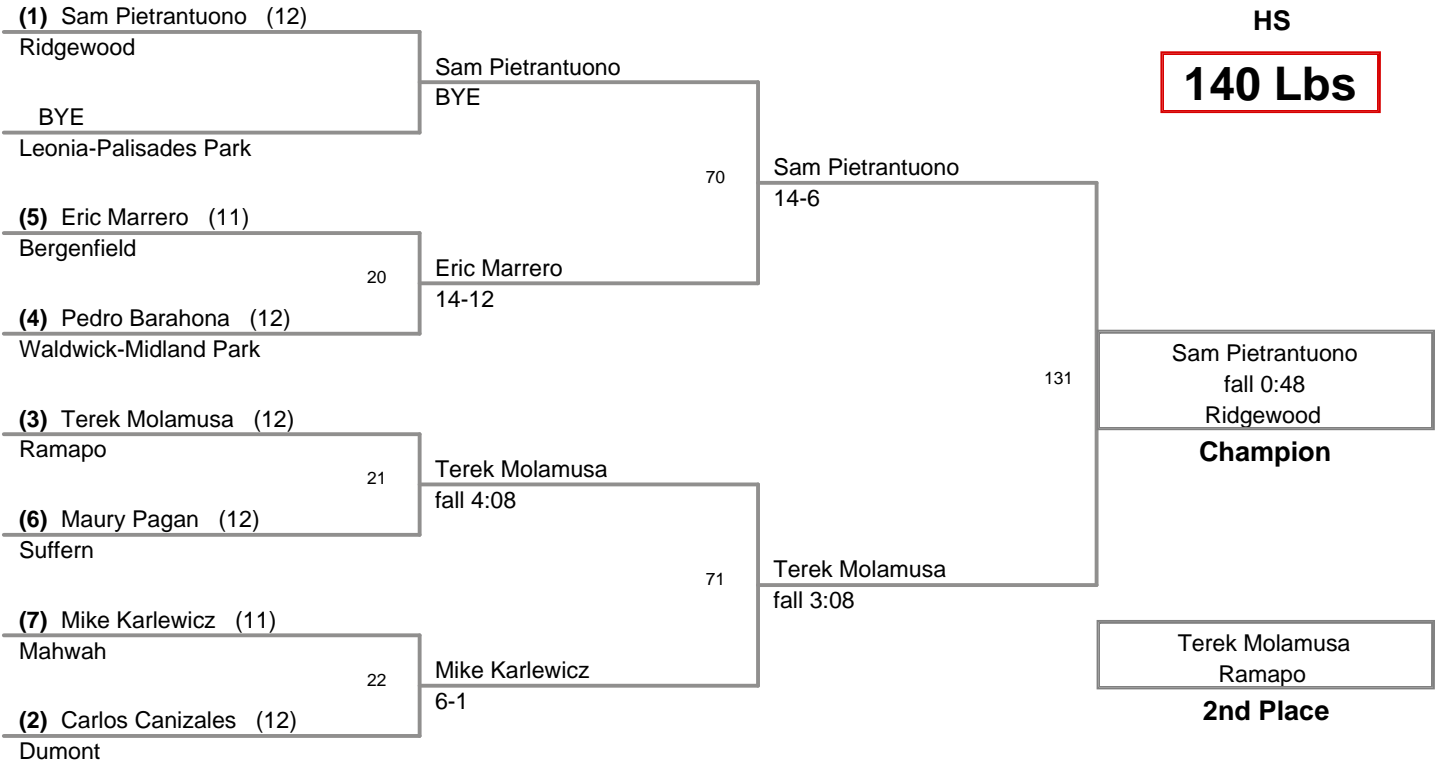 (1) Sam Pietrantuono (12)
Ridgewood
BYE
Leonia-Palisades Park
(5) Eric Marrero (11)
Bergenfield
20
(4) Pedro Barahona (12)
Waldwick-Midland Park
(3) Terek Molamusa (12)
Ramapo
21
(6) Maury Pagan (12)
Suffern
(7) Mike Karlewicz (11)
Mahwah
22
(2) Carlos Canizales (12)
Dumont
Sam Pietrantuono
BYE
70
Eric Marrero
14-12
Terek Molamusa
fall 4:08
71
Mike Karlewicz
6-1
Sam Pietrantuono
14-6
131
Terek Molamusa
fall 3:08
HS
140 Lbs
Sam Pietrantuono
fall 0:48
Ridgewood
Champion
Terek Molamusa
Ramapo
2nd Place